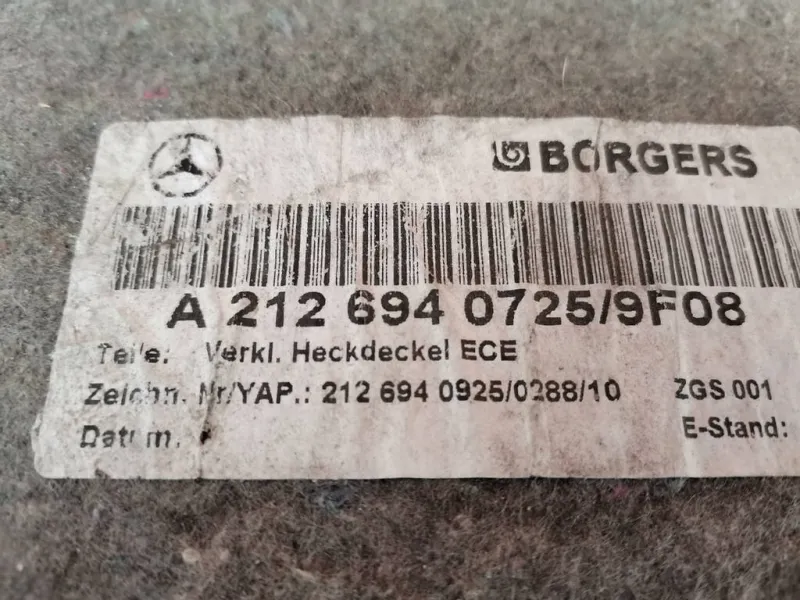 BORGERS
A 212 694 0725/9F08
Teile: Verkl. Heckdeckel ECE
Zeichn. Nr/YAP.: 212 694 0925/0288/10 ZGS 001
Datum. E-Stand: